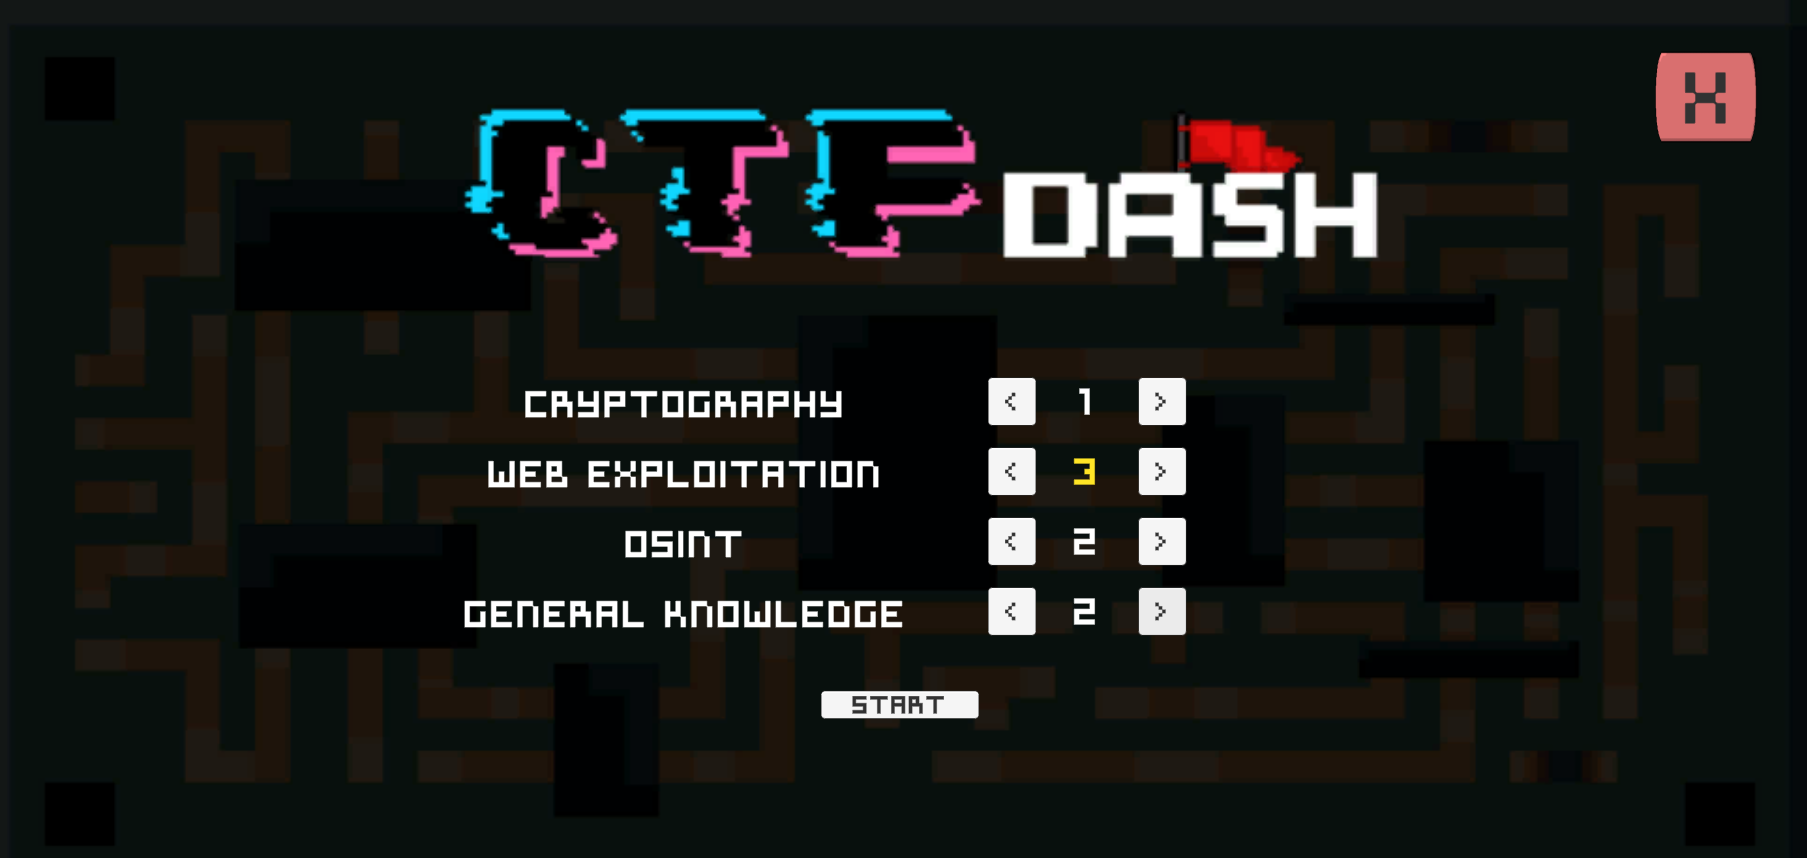 CTF DASH
X
CRYPTOGRAPHY < 1 >
WEB EXPLOITATION < 3 >
OSINT < 2 >
GENERAL KNOWLEDGE < 2 >
START